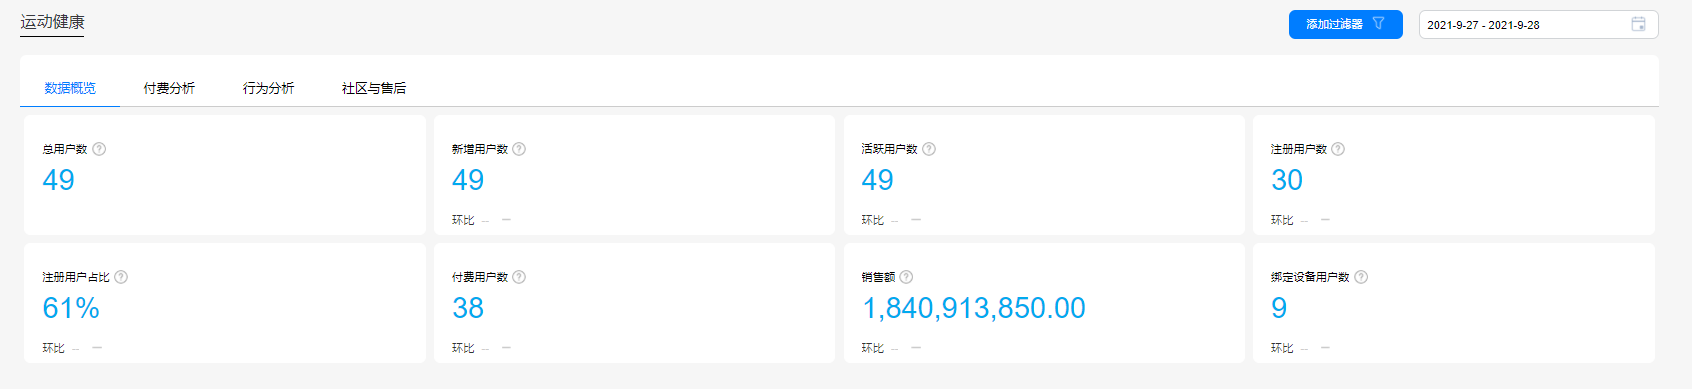 运动健康
添加过滤器
2021-9-27 - 2021-9-28
数据概览 付费分析 行为分析 社区与售后
总用户数 ?
49
新增用户数 ?
49
环比 -- –
活跃用户数 ?
49
环比 -- –
注册用户数 ?
30
环比 -- –
注册用户占比 ?
61%
环比 -- –
付费用户数 ?
38
环比 -- –
销售额 ?
1,840,913,850.00
环比 -- –
绑定设备用户数 ?
9
环比 -- –